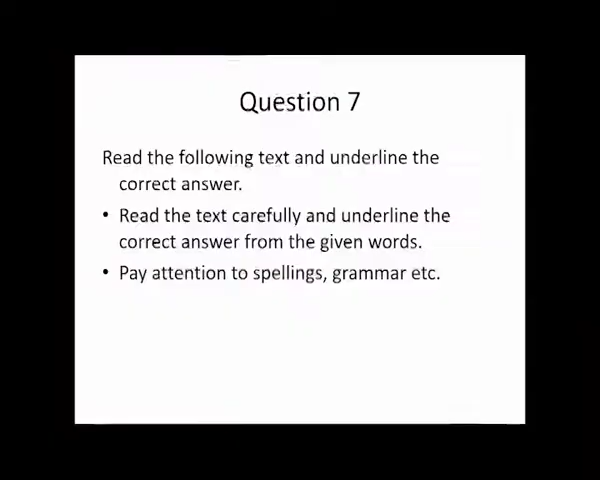 Question 7
Read the following text and underline the
correct answer.
• Read the text carefully and underline the
correct answer from the given words.
• Pay attention to spellings, grammar etc.